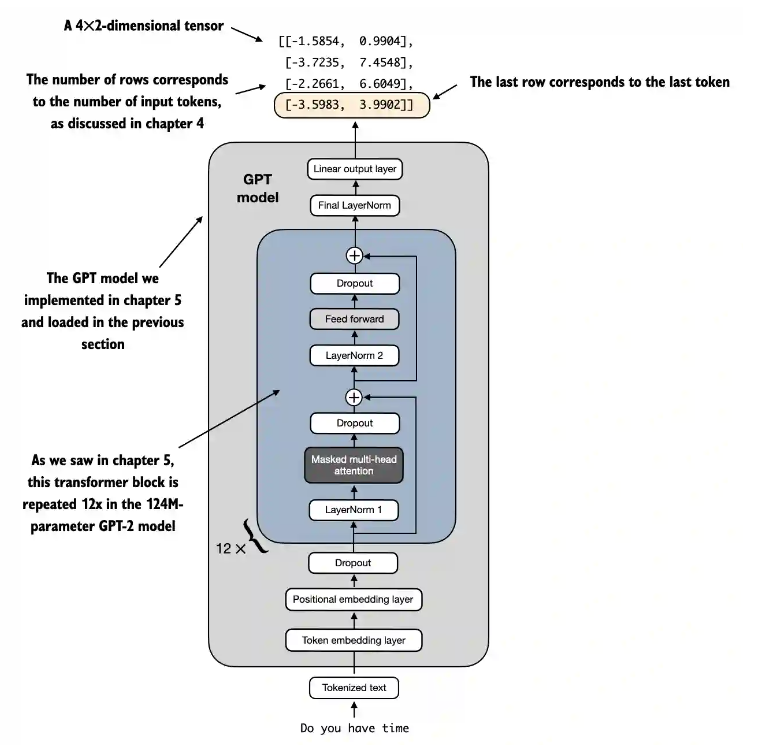 A 4×2-dimensional tensor
[[-1.5854, 0.9904],
[-3.7235, 7.4548],
[-2.2661, 6.6049],
[-3.5983, 3.9902]]
The number of rows corresponds
to the number of input tokens,
as discussed in chapter 4
The last row corresponds to the last token
GPT
model
Linear output layer
Final LayerNorm
Dropout
Feed forward
LayerNorm 2
The GPT model we
implemented in chapter 5
and loaded in the previous
section
Dropout
Masked multi-head
attention
LayerNorm 1
As we saw in chapter 5,
this transformer block is
repeated 12x in the 124M-
parameter GPT-2 model
12 ×
Dropout
Positional embedding layer
Token embedding layer
Tokenized text
Do you have time